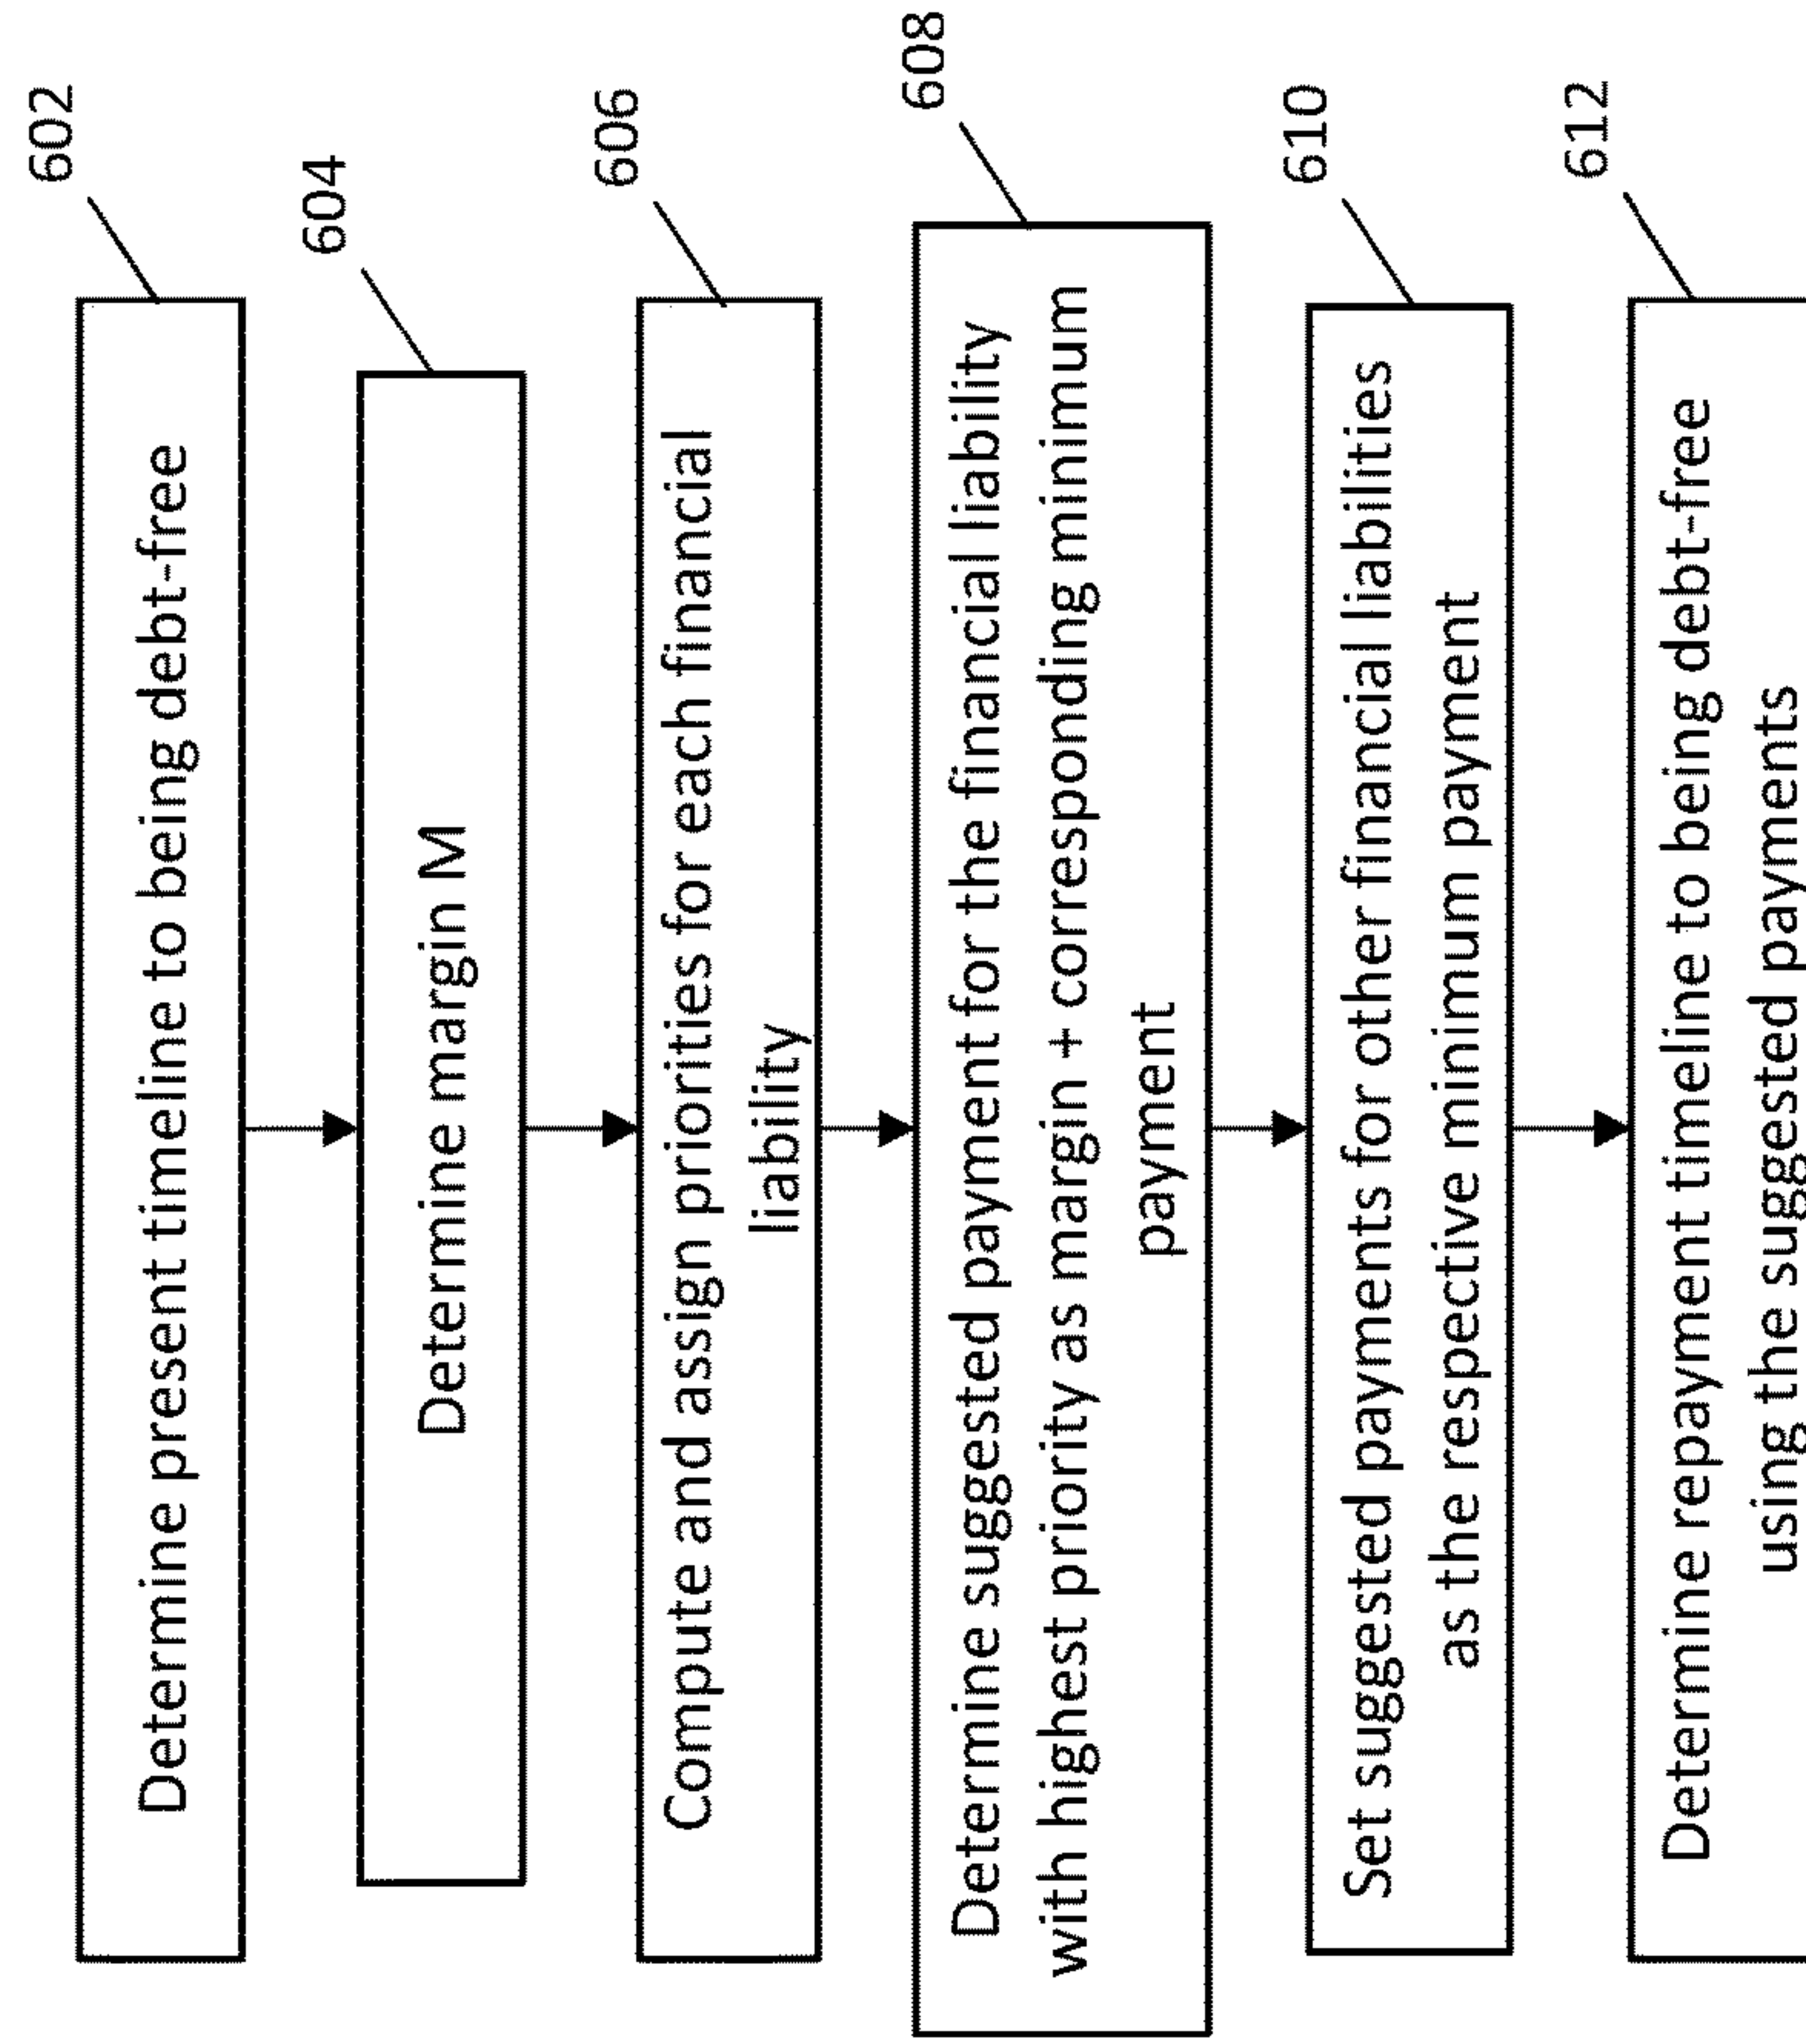 602
Determine present timeline to being debt-free
604
Determine margin M
606
Compute and assign priorities for each financial
liability
608
Determine suggested payment for the financial liability
with highest priority as margin + corresponding minimum
payment
610
Set suggested payments for other financial liabilities
as the respective minimum payment
612
Determine repayment timeline to being debt-free
using the suggested payments